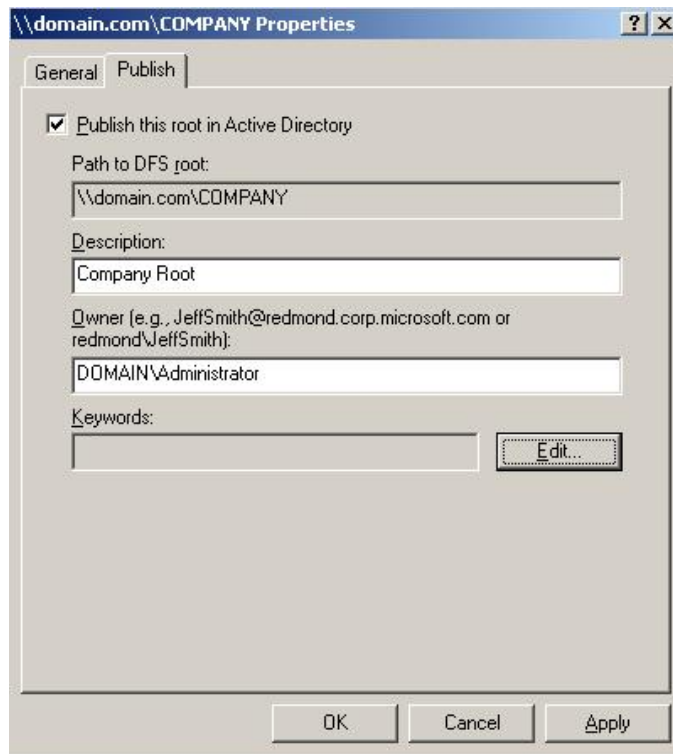 \\domain.com\COMPANY Properties
General Publish
Publish this root in Active Directory
Path to DFS root:
\\domain.com\COMPANY
Description:
Company Root
Owner (e.g., JeffSmith@redmond.corp.microsoft.com or
redmond\JeffSmith):
DOMAIN\Administrator
Keywords:
Edit...
OK Cancel Apply